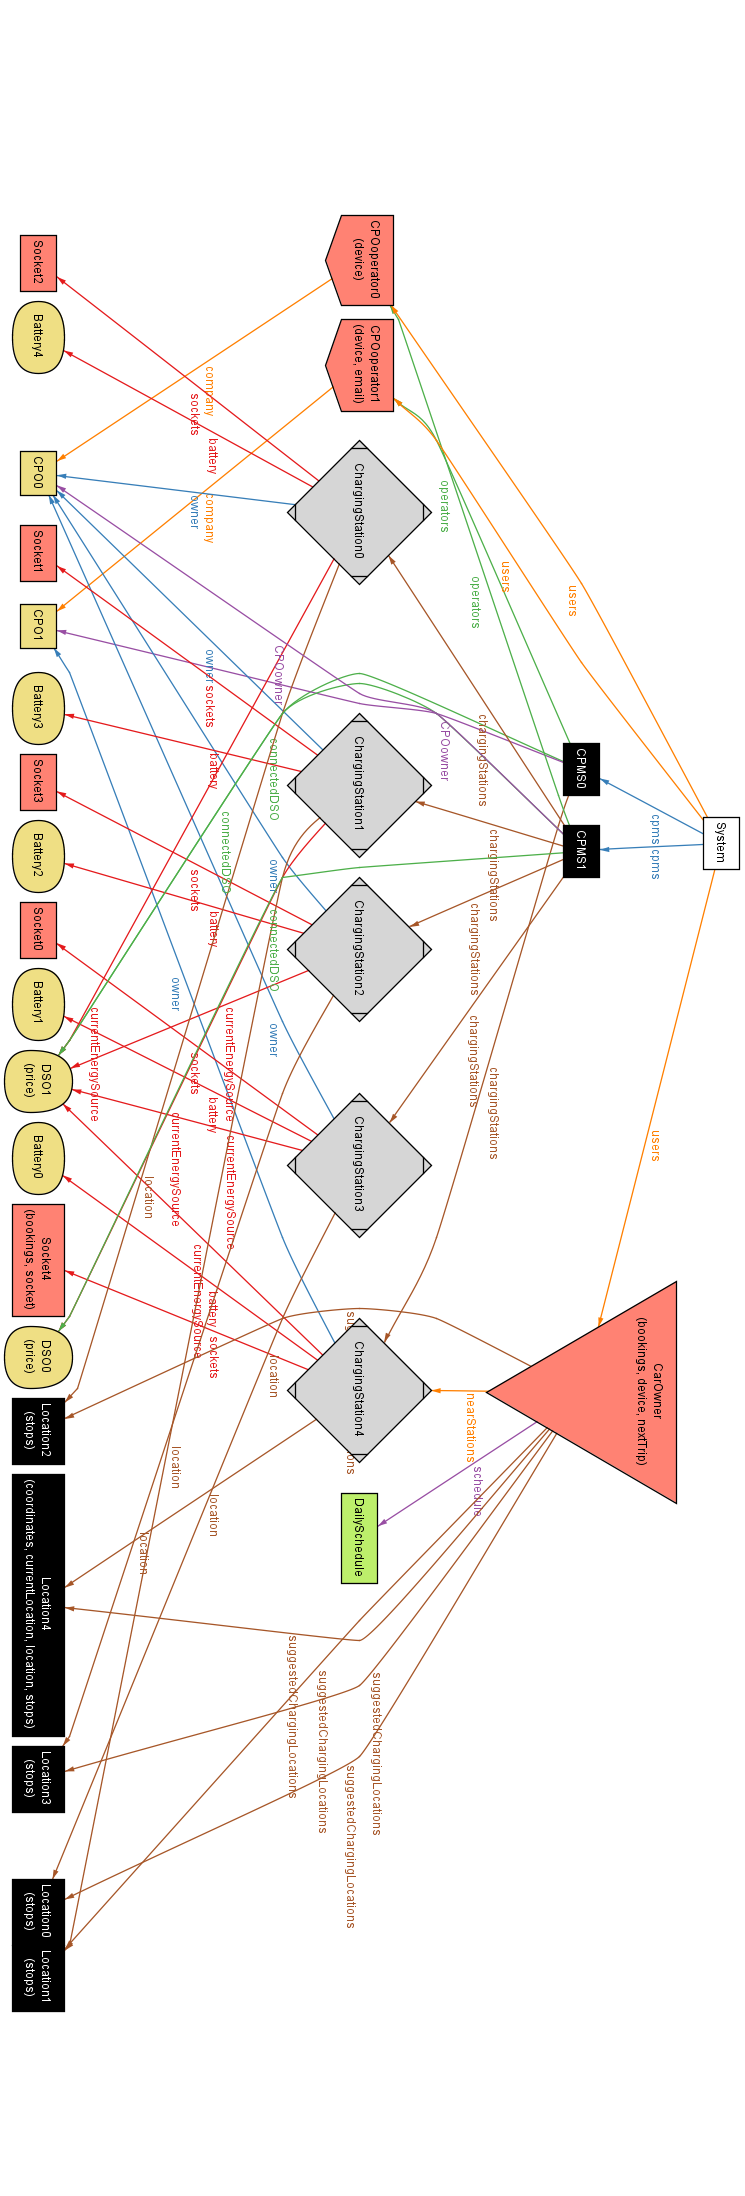 System
cpms
cpms
users
users
users
CPMS0
CPMS1
CarOwner
(bookings, device, nextTrip)
operators
operators
chargingStations
chargingStations
chargingStations
chargingStations
chargingStations
CPOowner
CPOowner
connectedDSO
connectedDSO
connectedDSO
nearStations
schedule
suggestedChargingLocations
suggestedChargingLocations
suggestedChargingLocations
suggestedChargingLocations
CPOoperator0
(device)
CPOoperator1
(device, email)
ChargingStation0
ChargingStation1
ChargingStation2
ChargingStation3
ChargingStation4
DailySchedule
company
company
sockets
battery
owner
owner
sockets
battery
owner
sockets
battery
owner
sockets
battery
owner
battery
sockets
currentEnergySource
currentEnergySource
currentEnergySource
currentEnergySource
currentEnergySource
location
location
location
location
location
Socket2
Battery4
CPO0
Socket1
CPO1
Battery3
Socket3
Battery2
Socket0
Battery1
DSO1
(price)
Battery0
Socket4
(bookings, socket)
DSO0
(price)
Location2
(stops)
Location4
(coordinates, currentLocation, location, stops)
Location3
(stops)
Location0
(stops)
Location1
(stops)